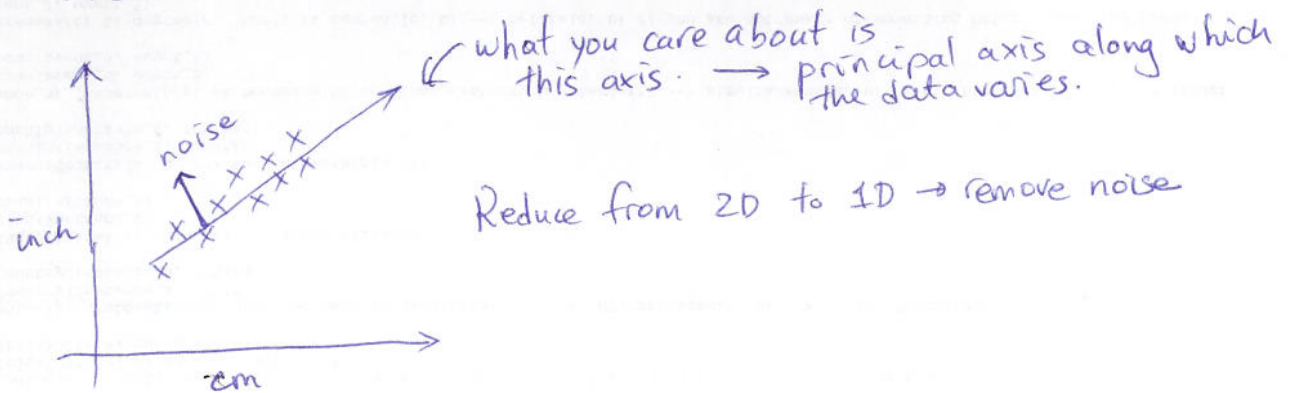 what you care about is
this axis. → principal axis along which
the data varies.
noise
Reduce from 2D to 1D → remove noise
inch
cm